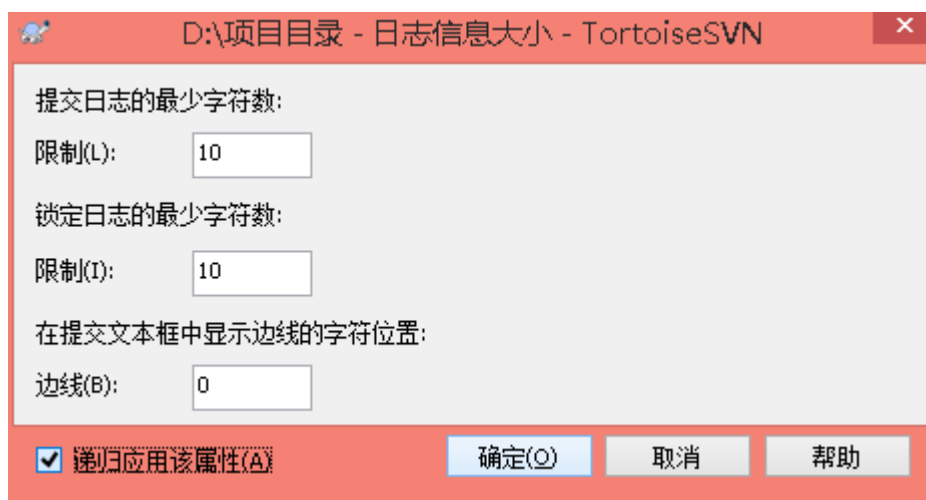 D:\项目目录 - 日志信息大小 - TortoiseSVN
提交日志的最少字符数:
限制(L): 10
锁定日志的最少字符数:
限制(I): 10
在提交文本框中显示边线的字符位置:
边线(B): 0
递归应用该属性(A) 确定(O) 取消 帮助